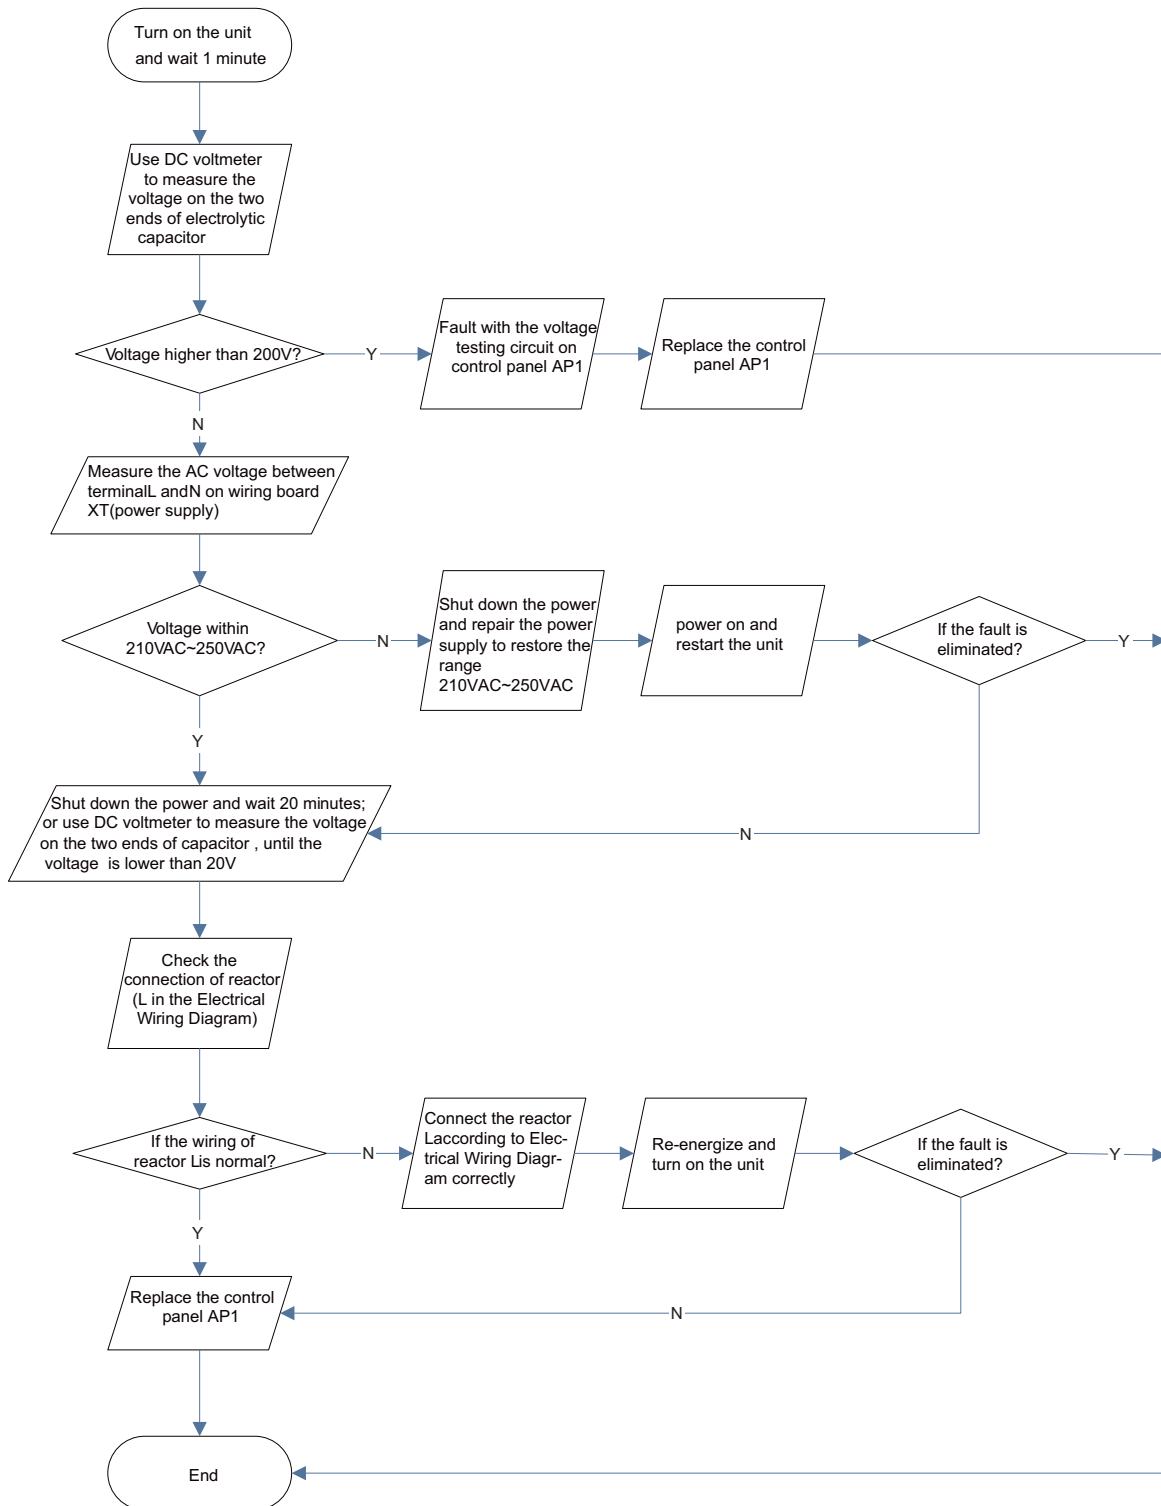 Turn on the unit
and wait 1 minute
Use DC voltmeter
to measure the
voltage on the two
ends of electrolytic
capacitor
Voltage higher than 200V?
Y
Fault with the voltage
testing circuit on
control panel AP1
Replace the control
panel AP1
N
Measure the AC voltage between
terminalL andN on wiring board
XT(power supply)
Voltage within
210VAC~250VAC?
N
Shut down the power
and repair the power
supply to restore the
range
210VAC~250VAC
power on and
restart the unit
If the fault is
eliminated?
Y
Y
Shut down the power and wait 20 minutes;
or use DC voltmeter to measure the voltage
on the two ends of capacitor , until the
voltage is lower than 20V
N
Check the
connection of reactor
(L in the Electrical
Wiring Diagram)
If the wiring of
reactor Lis normal?
N
Connect the reactor
Laccording to Elec-
trical Wiring Diagr-
am correctly
Re-energize and
turn on the unit
If the fault is
eliminated?
Y
Y
Replace the control
panel AP1
N
End